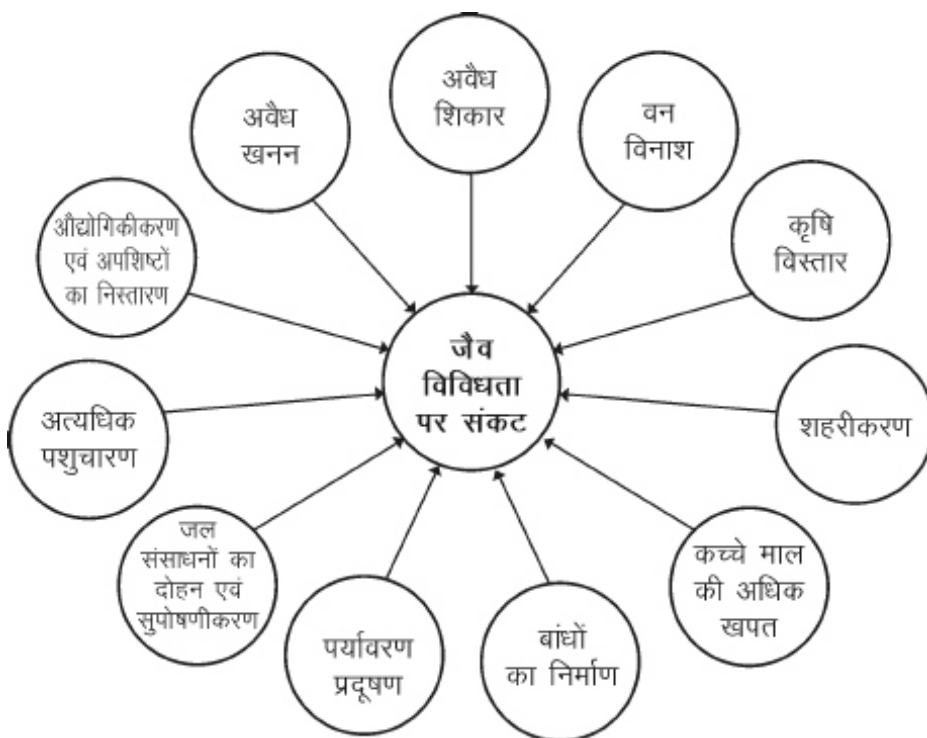 अवैध
शिकार
वन
विनाश
कृषि
विस्तार
शहरीकरण
कच्चे माल
की अधिक
खपत
बांधों
का निर्माण
पर्यावरण
प्रदूषण
जल
संसाधनों का
दोहन एवं
सुपोषणीकरण
अत्यधिक
पशुचारण
औद्योगिकीकरण
एवं अपशिष्टों
का निस्तारण
अवैध
खनन
जैव
विविधता
पर संकट